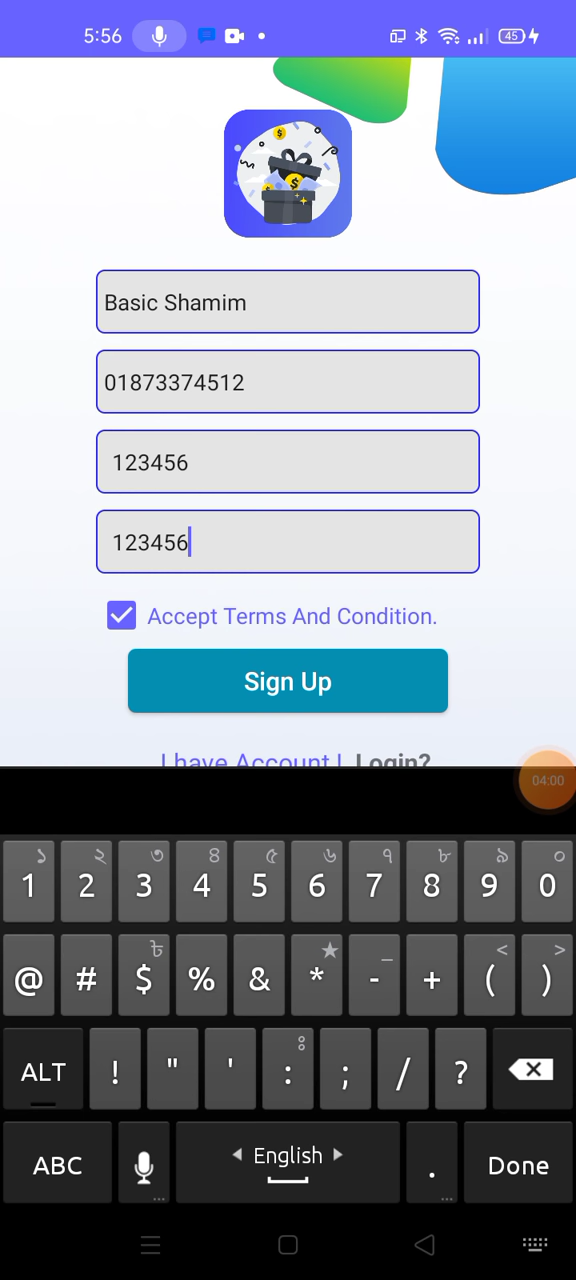 5:56
45
Basic Shamim
01873374512
123456
123456
Accept Terms And Condition.
Sign Up
I have Account ! Login?
04:00
১ ২ ৩ ৪ ৫ ৬ ৭ ৮ ৯ ০
1 2 3 4 5 6 7 8 9 0
৳ ★ _ < >
@ # $ % & * - + ( )
ALT ! " ' : ; / ?
ABC English . Done